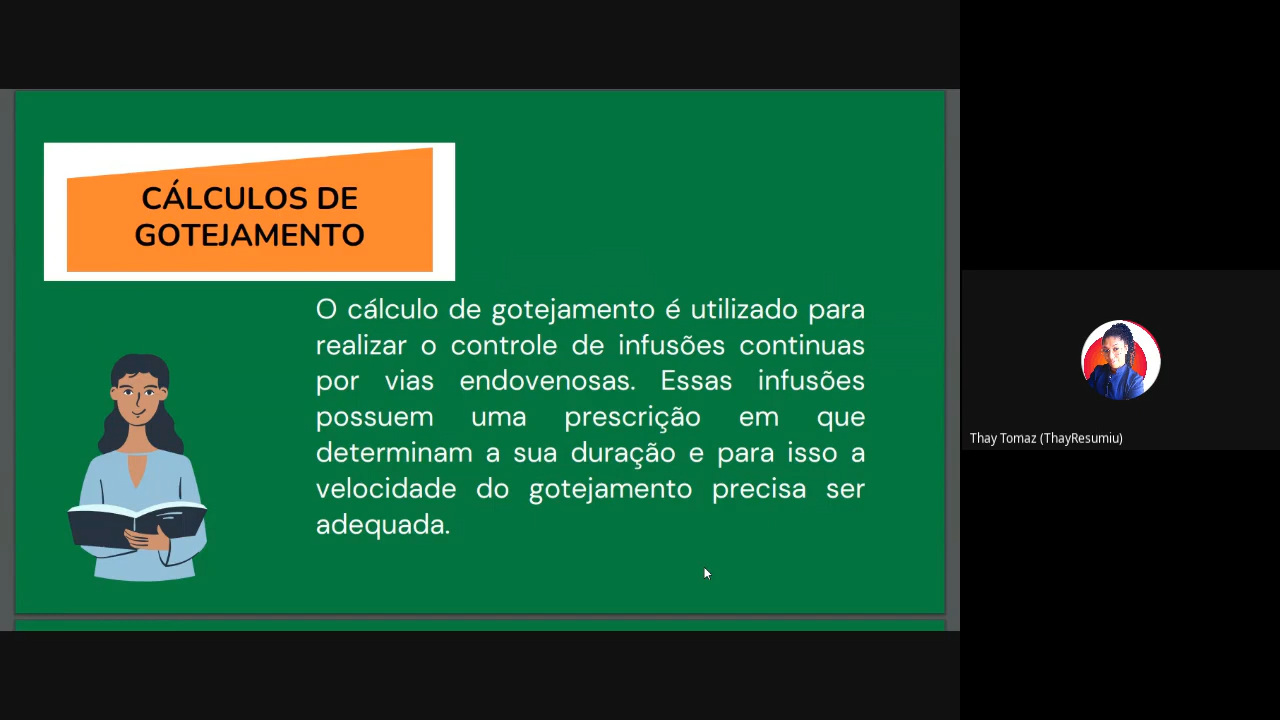 CÁLCULOS DE
GOTEJAMENTO
O cálculo de gotejamento é utilizado para
realizar o controle de infusões continuas
por vias endovenosas. Essas infusões
possuem uma prescrição em que
determinam a sua duração e para isso a
velocidade do gotejamento precisa ser
adequada.
Thay Tomaz (ThayResumiu)